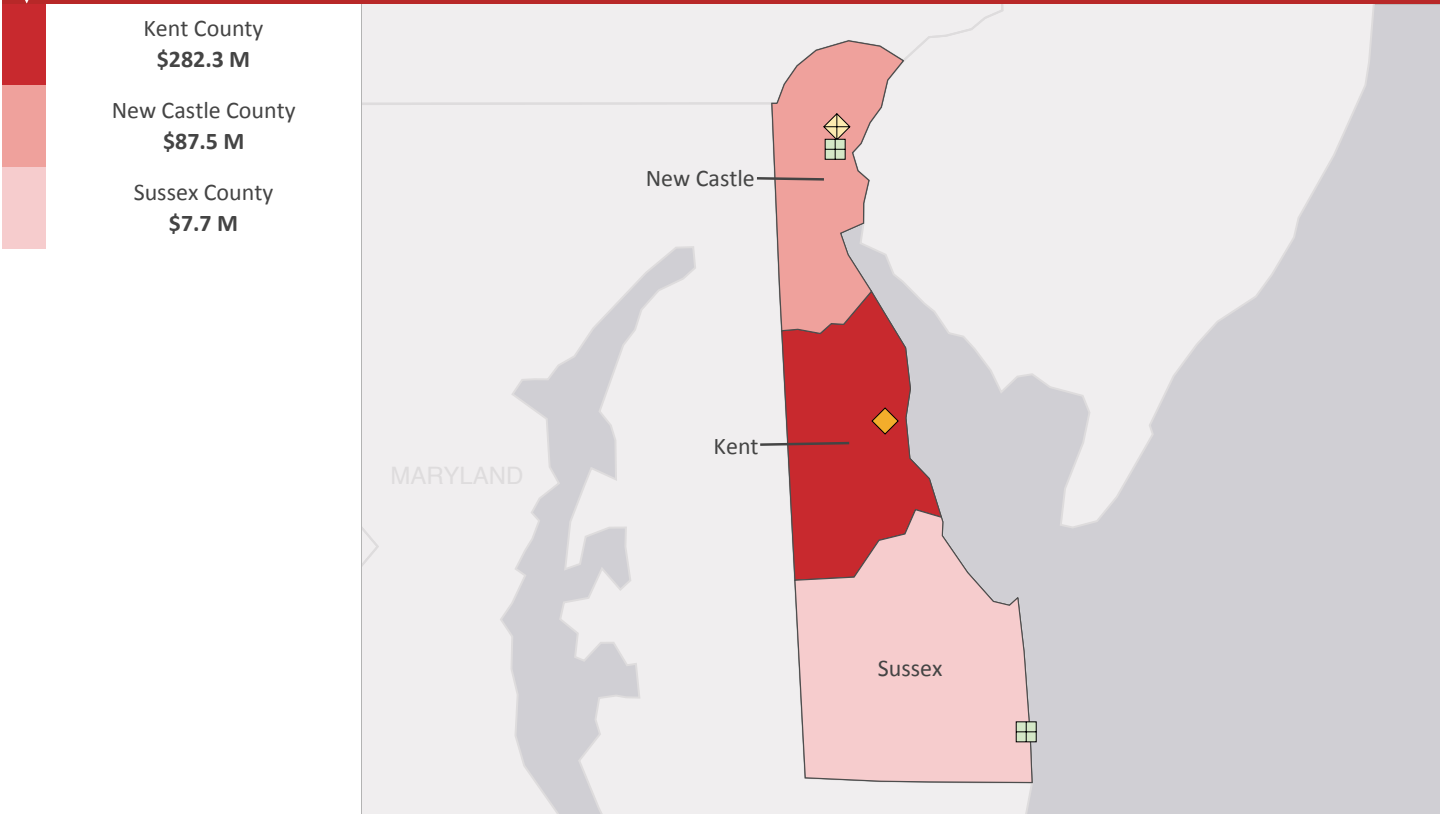 Kent County
$282.3 M
New Castle County
$87.5 M
Sussex County
$7.7 M
New Castle
Kent
MARYLAND
Sussex